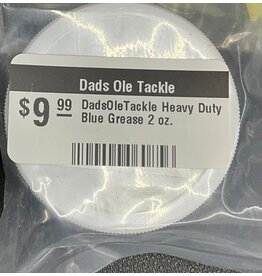 Dads Ole Tackle
$9 99
DadsOleTackle Heavy Duty
Blue Grease 2 oz.